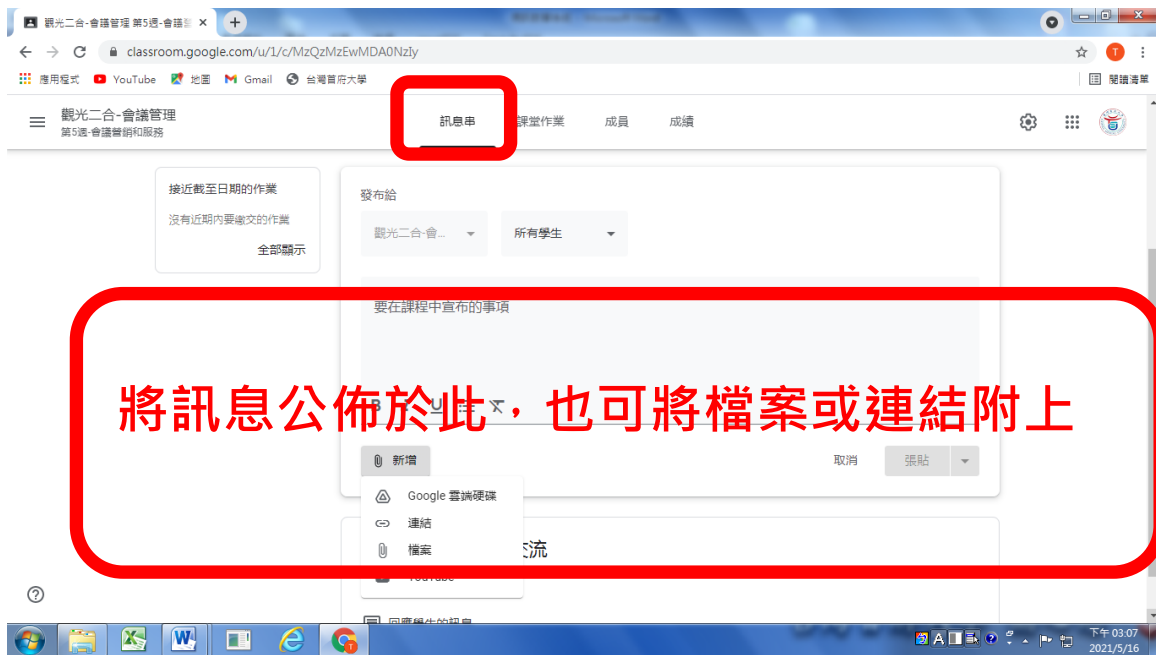 觀光二合-會議管理 第5週-會議
classroom.google.com/u/1/c/MzQzMzEwMDA0NzIy
應用程式 YouTube 地圖 Gmail 台灣首府大學 閱讀清單
觀光二合-會議管理
第5週-會議營銷和服務
訊息串 課堂作業 成員 成績
接近截至日期的作業
沒有近期內要繳交的作業
全部顯示
發布給
觀光二合-會... 所有學生
要在課程中宣布的事項
將訊息公佈於此，也可將檔案或連結附上
B U
新增 取消 張貼
Google 雲端硬碟
連結
檔案
交流
YouTube
回應學生的訊息
下午 03:07
2021/5/16